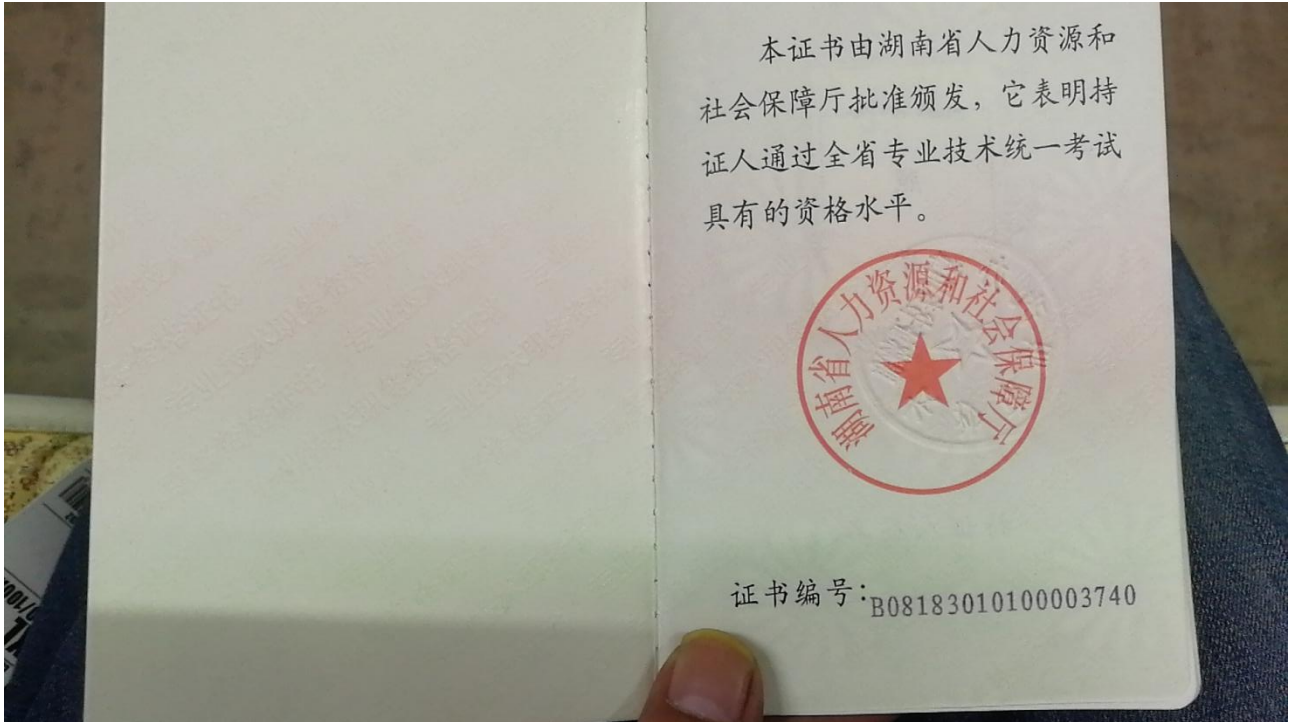 本证书由湖南省人力资源和
社会保障厅批准颁发，它表明持
证人通过全省专业技术统一考试
具有的资格水平。
湖南省人力资源和社会保障厅
证书编号：B08183010100003740